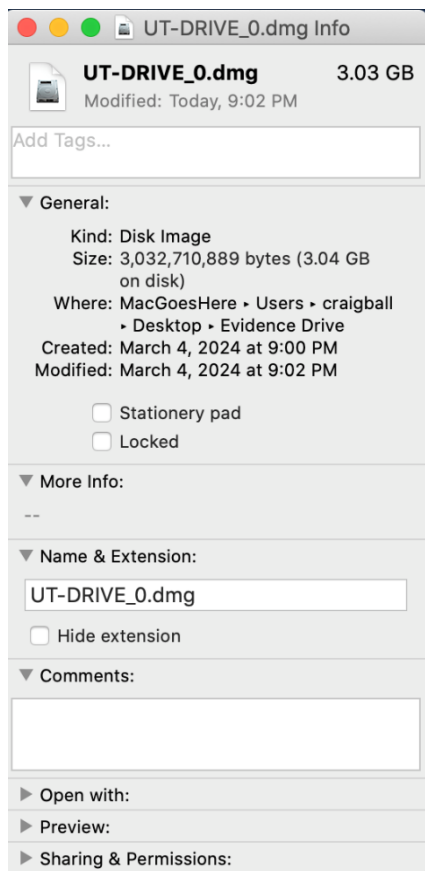 UT-DRIVE_0.dmg Info
UT-DRIVE_0.dmg 3.03 GB
Modified: Today, 9:02 PM
Add Tags...
General:
Kind: Disk Image
Size: 3,032,710,889 bytes (3.04 GB
on disk)
Where: MacGoesHere ▸ Users ▸ craigball
▸ Desktop ▸ Evidence Drive
Created: March 4, 2024 at 9:00 PM
Modified: March 4, 2024 at 9:02 PM
Stationery pad
Locked
More Info:
--
Name & Extension:
UT-DRIVE_0.dmg
Hide extension
Comments:
Open with:
Preview:
Sharing & Permissions: